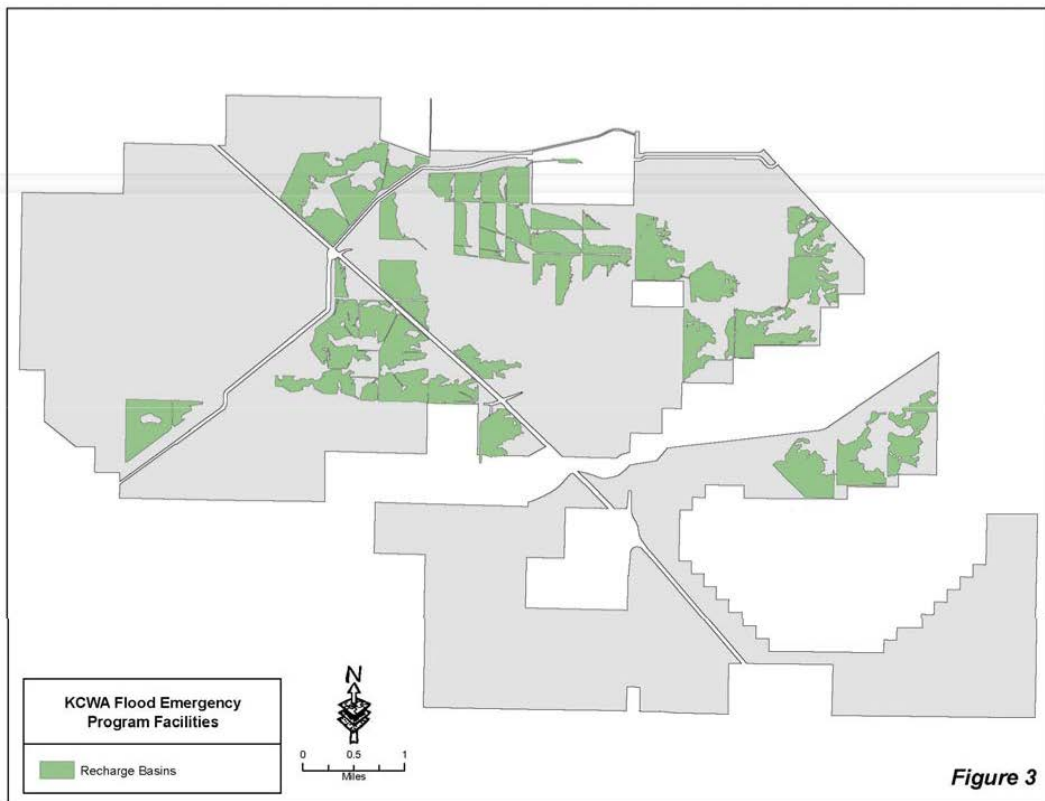 KCWA Flood Emergency
Program Facilities
Recharge Basins
N
0 0.5 1
Miles
Figure 3